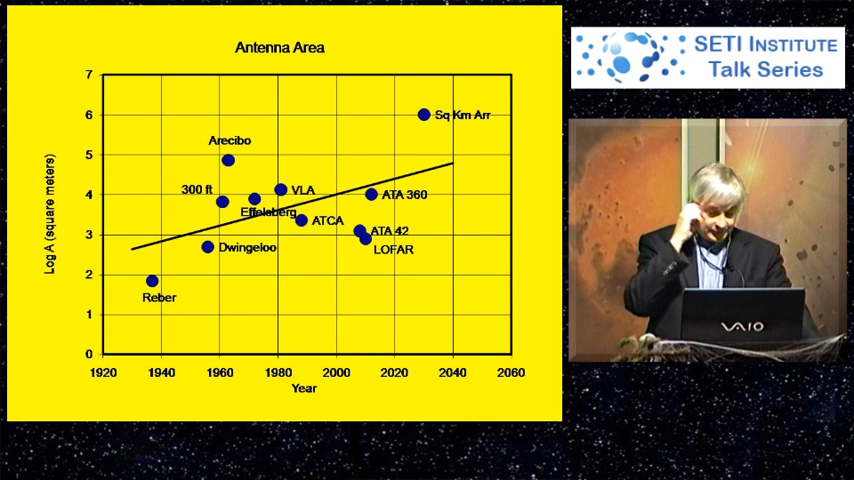 Antenna Area
7
6
5
4
3
2
1
0
Log A (square meters)
Sq Km Arr
Arecibo
300 ft
VLA
ATA 360
Effelsberg
ATCA
ATA 42
Dwingeloo
LOFAR
Reber
1920 1940 1960 1980 2000 2020 2040 2060
Year
SETI INSTITUTE
Talk Series
VAIO